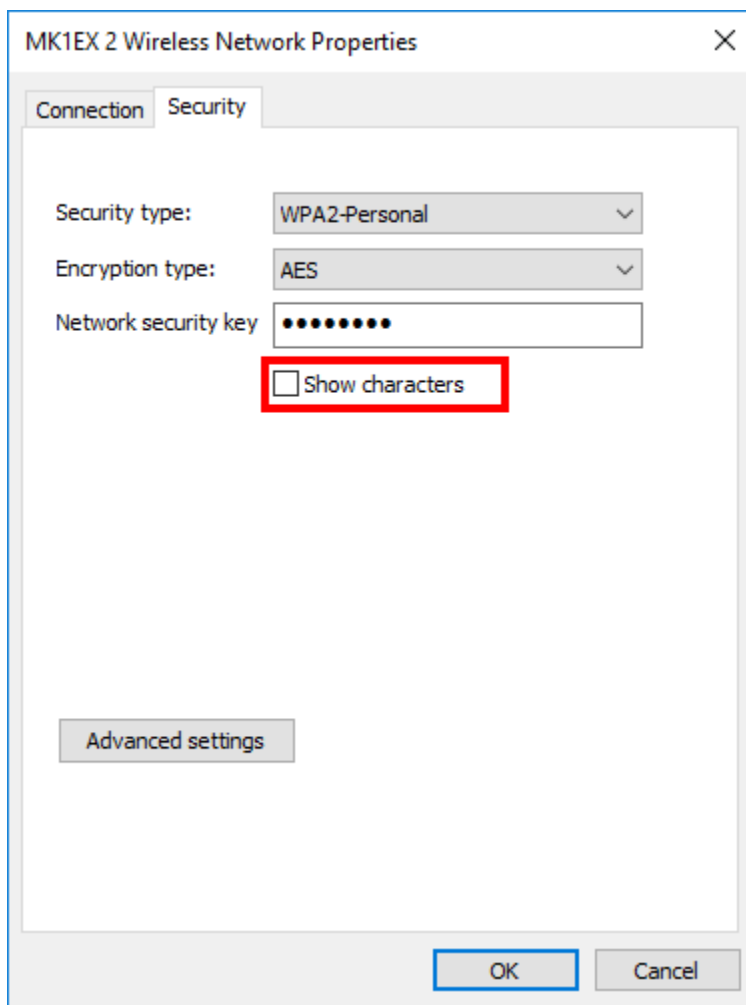 MK1EX 2 Wireless Network Properties
Connection Security
Security type: WPA2-Personal
Encryption type: AES
Network security key ●●●●●●●●
Show characters
Advanced settings
OK Cancel